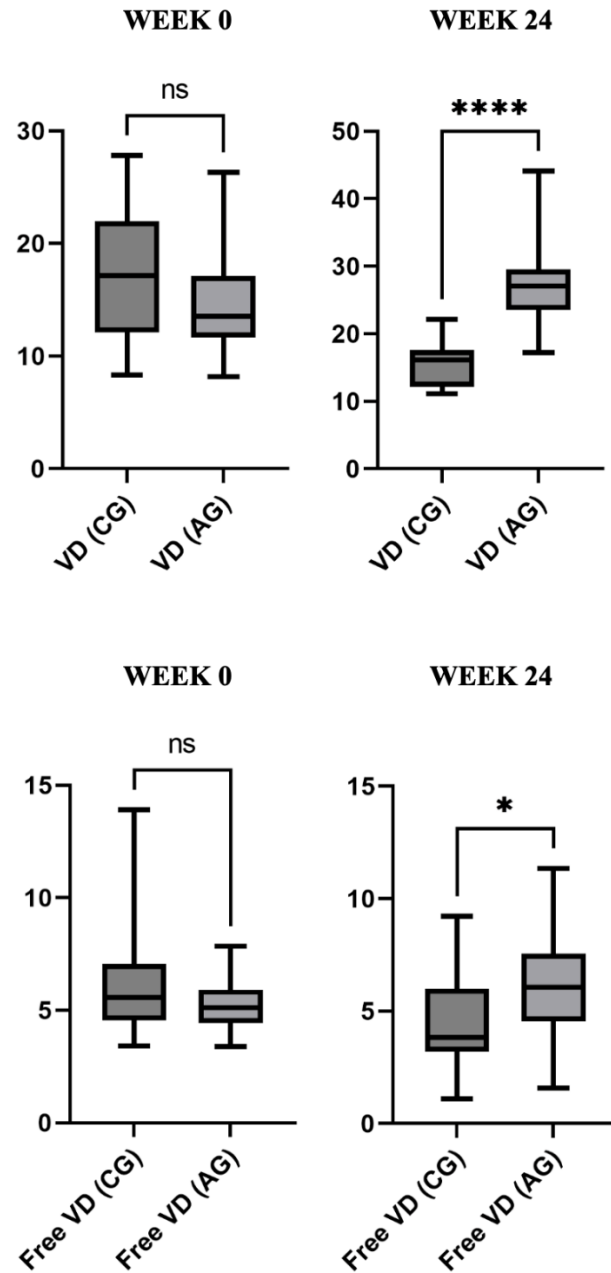 WEEK 0
ns
30
20
10
0
VD (CG)
VD (AG)
WEEK 24
****
50
40
30
20
10
0
VD (CG)
VD (AG)
WEEK 0
ns
15
10
5
0
Free VD (CG)
Free VD (AG)
WEEK 24
*
15
10
5
0
Free VD (CG)
Free VD (AG)